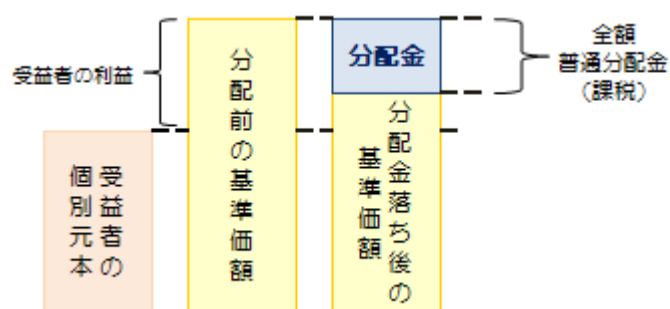 受益者の利益
受益者の
個別元本
分配前の基準価額
分配金
分配金落ち後の
基準価額
全額
普通分配金
(課税)